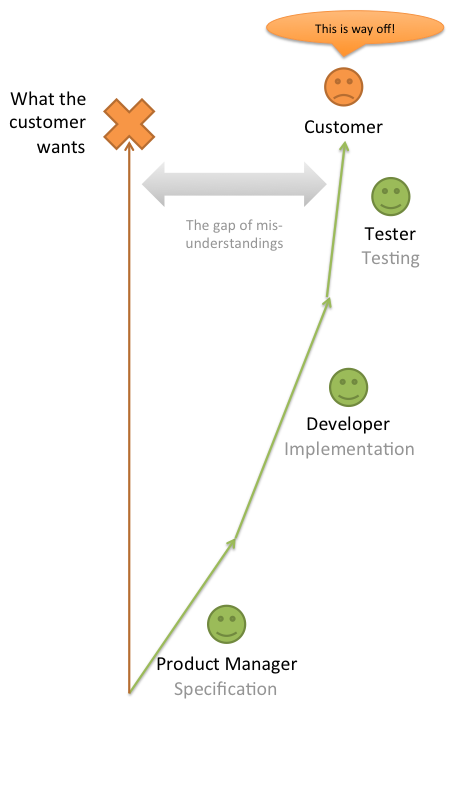 This is way off!
What the
customer
wants
Customer
The gap of mis-
understandings
Tester
Testing
Developer
Implementation
Product Manager
Specification